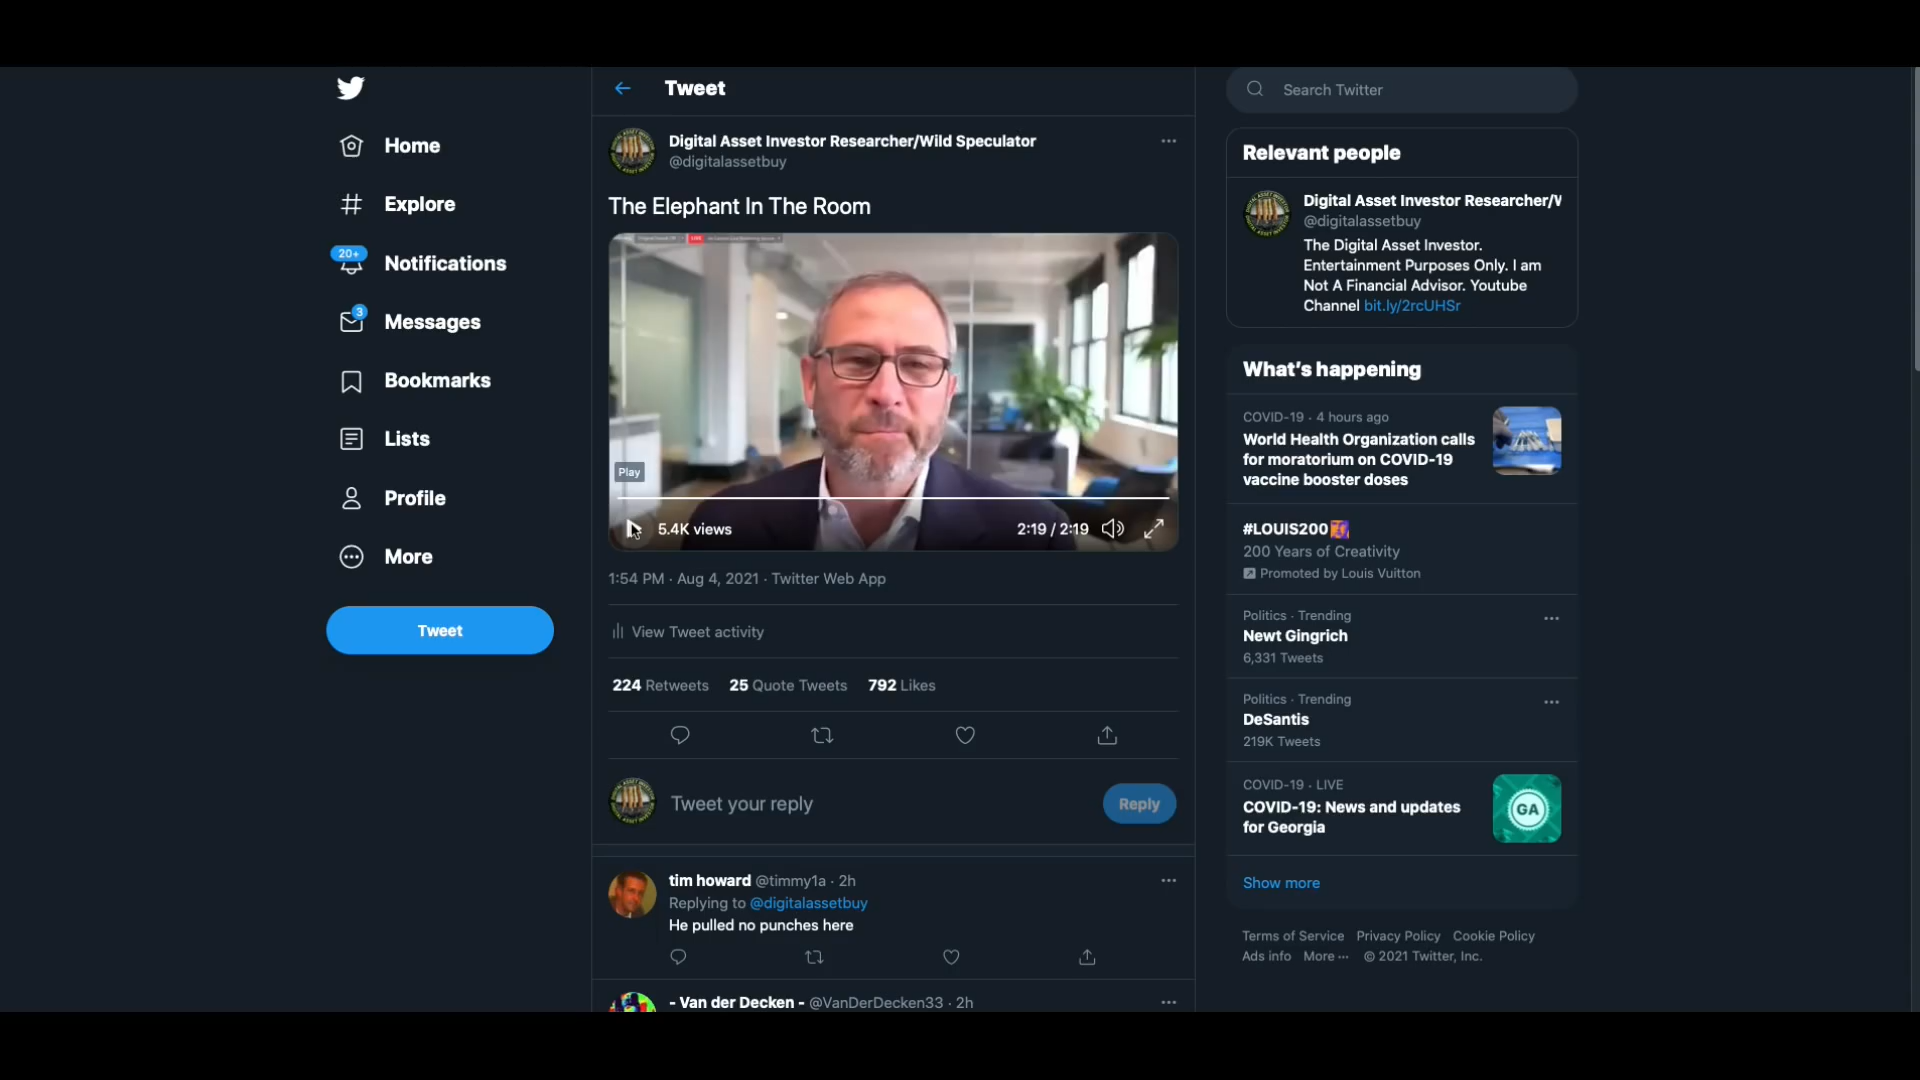 Home
Explore
20+
Notifications
3
Messages
Bookmarks
Lists
Profile
More
Tweet
Tweet
Digital Asset Investor Researcher/Wild Speculator
@digitalassetbuy
The Elephant In The Room
LIVE
Play
5.4K views
2:19 / 2:19
1:54 PM · Aug 4, 2021 · Twitter Web App
View Tweet activity
224 Retweets 25 Quote Tweets 792 Likes
Tweet your reply
Reply
tim howard @timmy1a · 2h
Replying to @digitalassetbuy
He pulled no punches here
- Van der Decken - @VanDerDecken33 · 2h
Search Twitter
Relevant people
Digital Asset Investor Researcher/W
@digitalassetbuy
The Digital Asset Investor.
Entertainment Purposes Only. I am
Not A Financial Advisor. Youtube
Channel bit.ly/2rcUHSr
What's happening
COVID-19 · 4 hours ago
World Health Organization calls
for moratorium on COVID-19
vaccine booster doses
#LOUIS200
200 Years of Creativity
Promoted by Louis Vuitton
Politics · Trending
Newt Gingrich
6,331 Tweets
Politics · Trending
DeSantis
219K Tweets
COVID-19 · LIVE
COVID-19: News and updates
for Georgia
GA
Show more
Terms of Service Privacy Policy Cookie Policy
Ads info More ··· © 2021 Twitter, Inc.